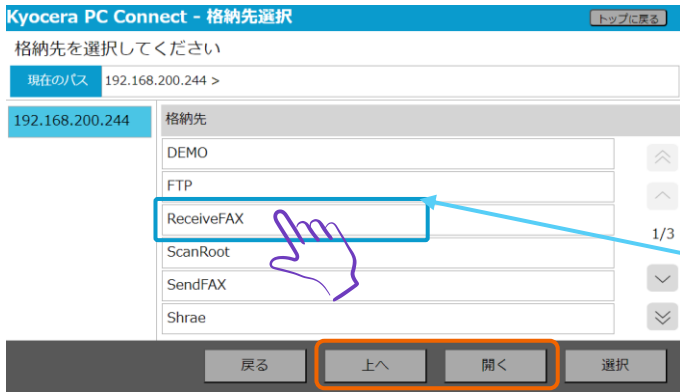 Kyocera PC Connect - 格納先選択
トップに戻る
格納先を選択してください
現在のパス 192.168.200.244 >
192.168.200.244
格納先
DEMO
FTP
ReceiveFAX
1/3
ScanRoot
SendFAX
Shrae
戻る 上へ 開く 選択